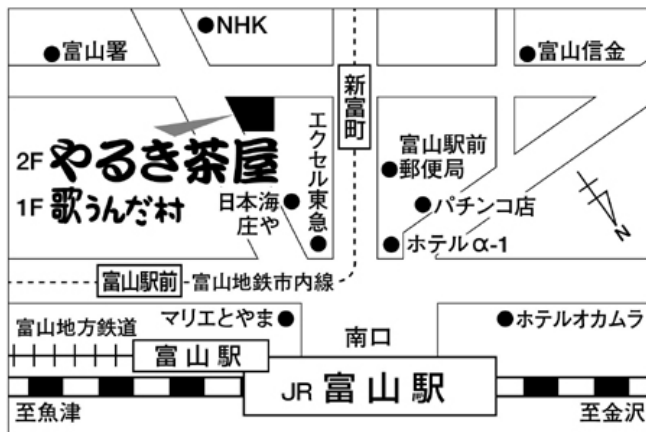 NHK
富山署
富山信金
新富町
2F やるき茶屋
1F 歌うんだ村
エクセル東急
日本海
庄や
富山駅前
郵便局
パチンコ店
ホテルα-1
N
富山駅前
富山地鉄市内線
マリエとやま
南口
ホテルオカムラ
富山地方鉄道
富山駅
JR 富山駅
至魚津
至金沢